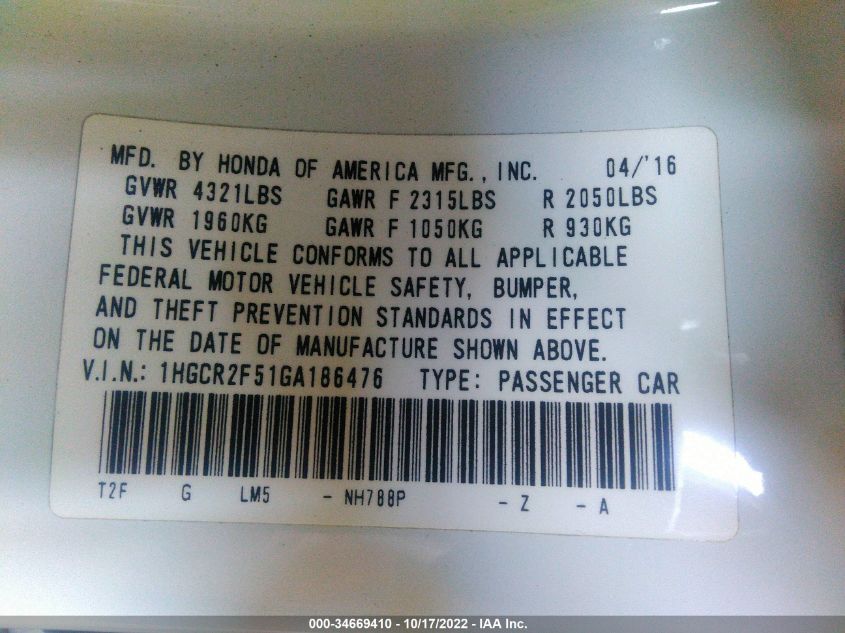 MFD. BY HONDA OF AMERICA MFG., INC. 04/'16
GVWR 4321LBS GAWR F 2315LBS R 2050LBS
GVWR 1960KG GAWR F 1050KG R 930KG
THIS VEHICLE CONFORMS TO ALL APPLICABLE
FEDERAL MOTOR VEHICLE SAFETY, BUMPER,
AND THEFT PREVENTION STANDARDS IN EFFECT
ON THE DATE OF MANUFACTURE SHOWN ABOVE.
V.I.N.: 1HGCR2F51GA186476 TYPE: PASSENGER CAR
T2F G LM5 - NH788P - Z - A
000-34669410 - 10/17/2022 - IAA Inc.